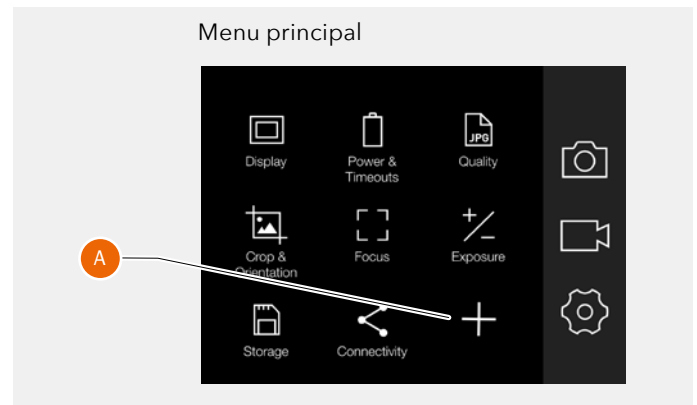 Menu principal
Display
Power &
Timeouts
JPG
Quality
A
Crop &
Orientation
Focus
Exposure
Storage
Connectivity